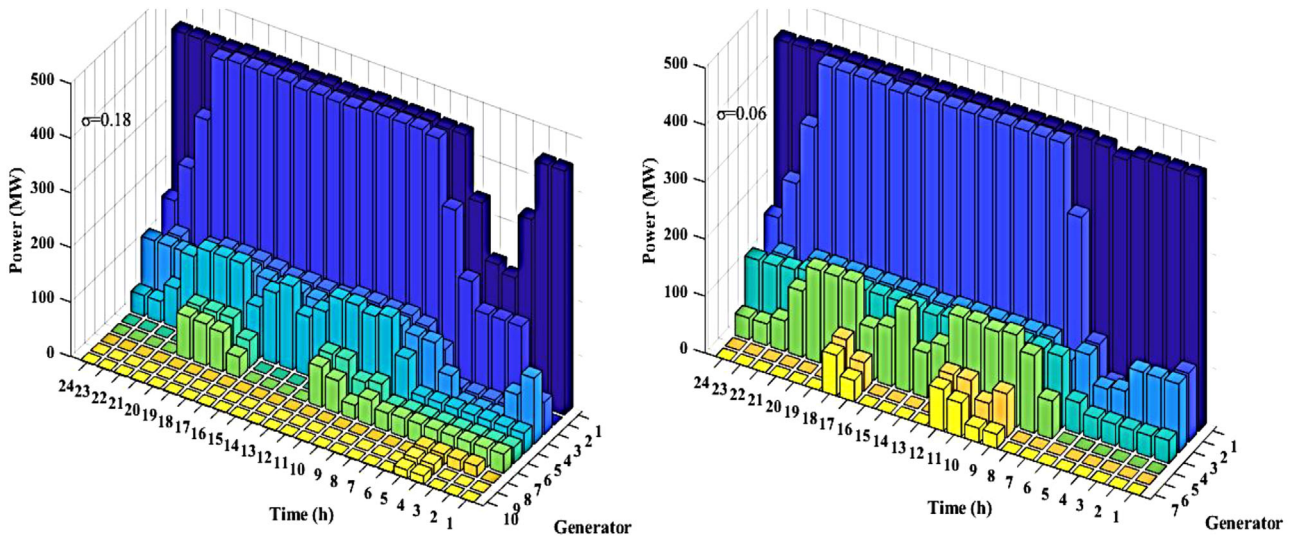 500
400
300
200
100
0
Power (MW)
σ=0.18
24 23 22 21 20 19 18 17 16 15 14 13 12 11 10 9 8 7 6 5 4 3 2 1
Time (h)
10 9 8 7 6 5 4 3 2 1
Generator
500
400
300
200
100
0
Power (MW)
σ=0.06
24 23 22 21 20 19 18 17 16 15 14 13 12 11 10 9 8 7 6 5 4 3 2 1
Time (h)
7 6 5 4 3 2 1
Generator